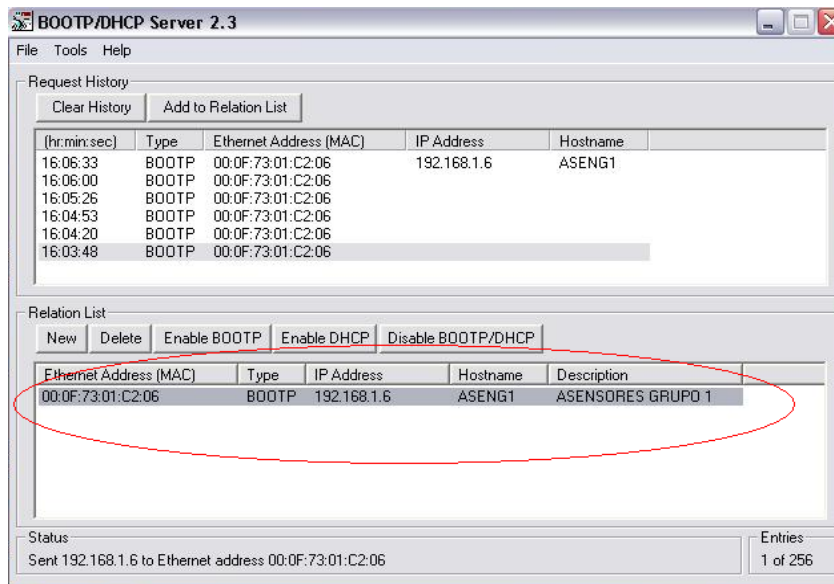 BOOTP/DHCP Server 2.3
File Tools Help
Request History
Clear History Add to Relation List
(hr:min:sec) Type Ethernet Address (MAC) IP Address Hostname
16:06:33 BOOTP 00:0F:73:01:C2:06 192.168.1.6 ASENG1
16:06:00 BOOTP 00:0F:73:01:C2:06
16:05:26 BOOTP 00:0F:73:01:C2:06
16:04:53 BOOTP 00:0F:73:01:C2:06
16:04:20 BOOTP 00:0F:73:01:C2:06
16:03:48 BOOTP 00:0F:73:01:C2:06
Relation List
New Delete Enable BOOTP Enable DHCP Disable BOOTP/DHCP
Ethernet Address (MAC) Type IP Address Hostname Description
00:0F:73:01:C2:06 BOOTP 192.168.1.6 ASENG1 ASENSORES GRUPO 1
Status Entries
Sent 192.168.1.6 to Ethernet address 00:0F:73:01:C2:06 1 of 256